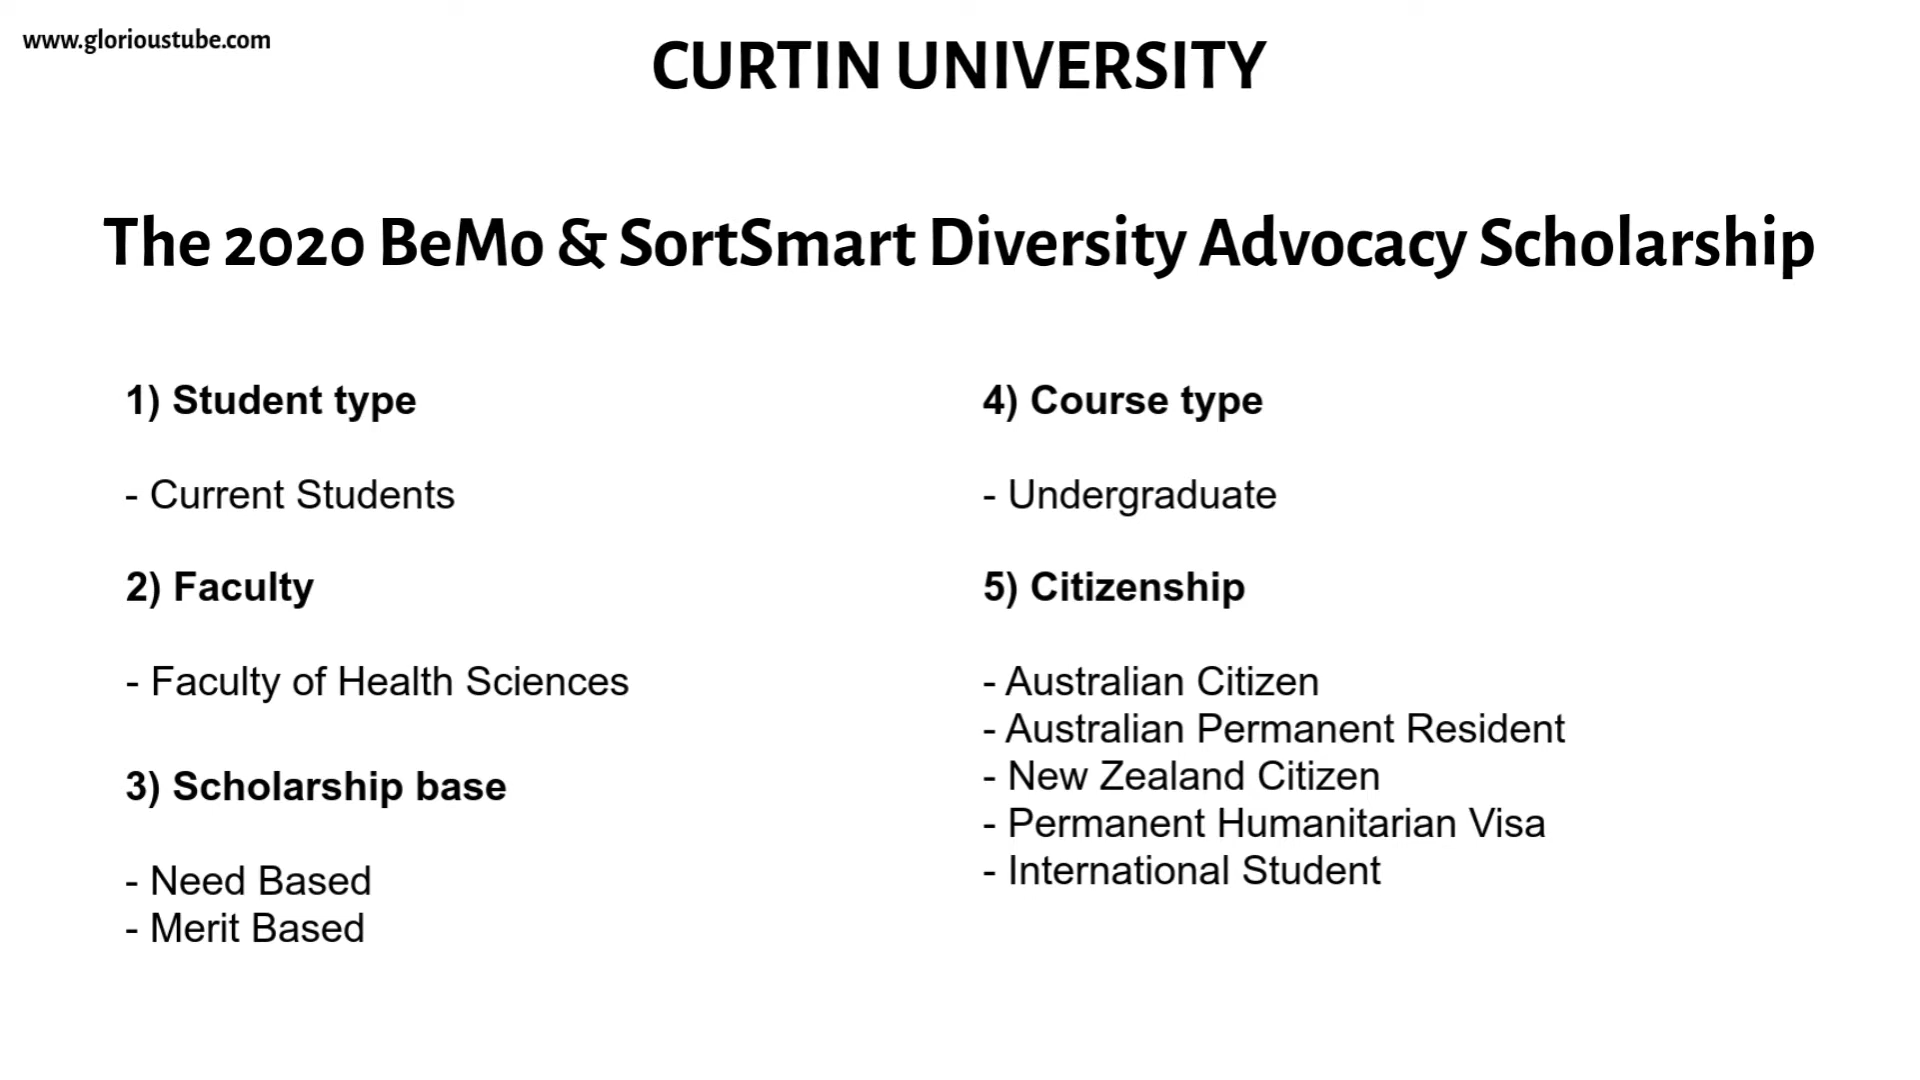 www.glorioustube.com
CURTIN UNIVERSITY
The 2020 BeMo & SortSmart Diversity Advocacy Scholarship
1) Student type
- Current Students
2) Faculty
- Faculty of Health Sciences
3) Scholarship base
- Need Based
- Merit Based
4) Course type
- Undergraduate
5) Citizenship
- Australian Citizen
- Australian Permanent Resident
- New Zealand Citizen
- Permanent Humanitarian Visa
- International Student